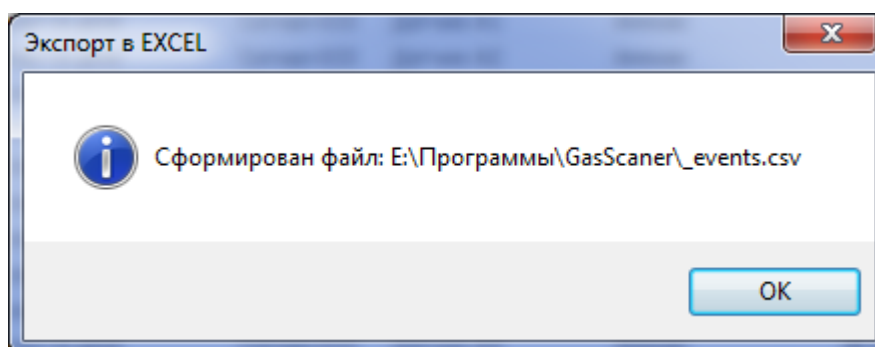 Экспорт в EXCEL
Сформирован файл: E:\Программы\GasScaner\_events.csv
OK